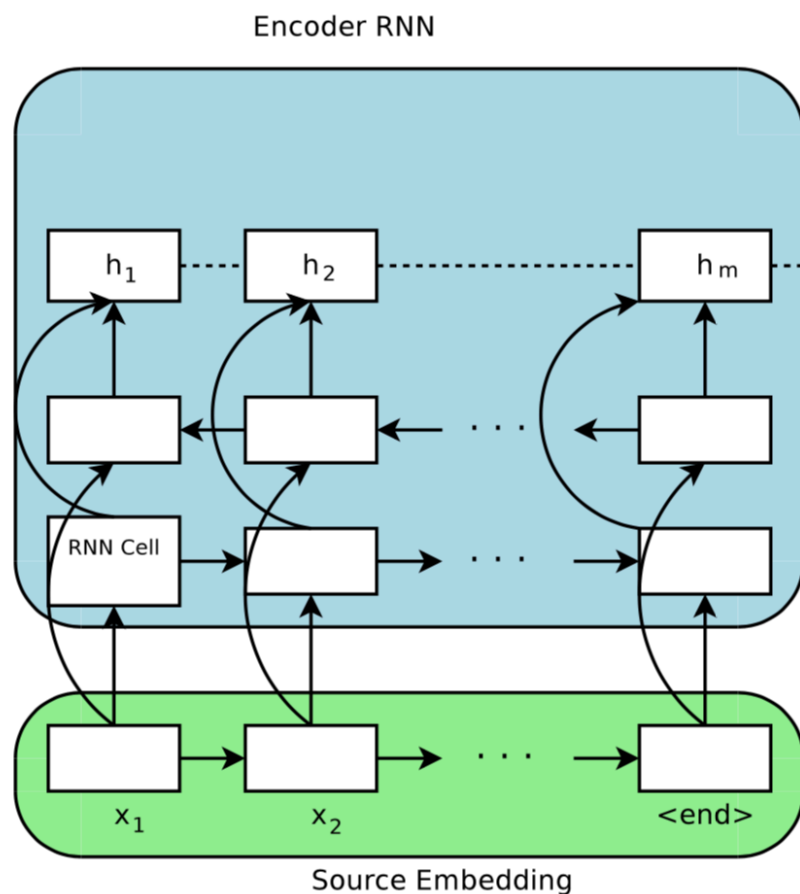 Encoder RNN
h1 h2 hm
· · ·
RNN Cell
· · ·
· · ·
x1 x2 <end>
Source Embedding